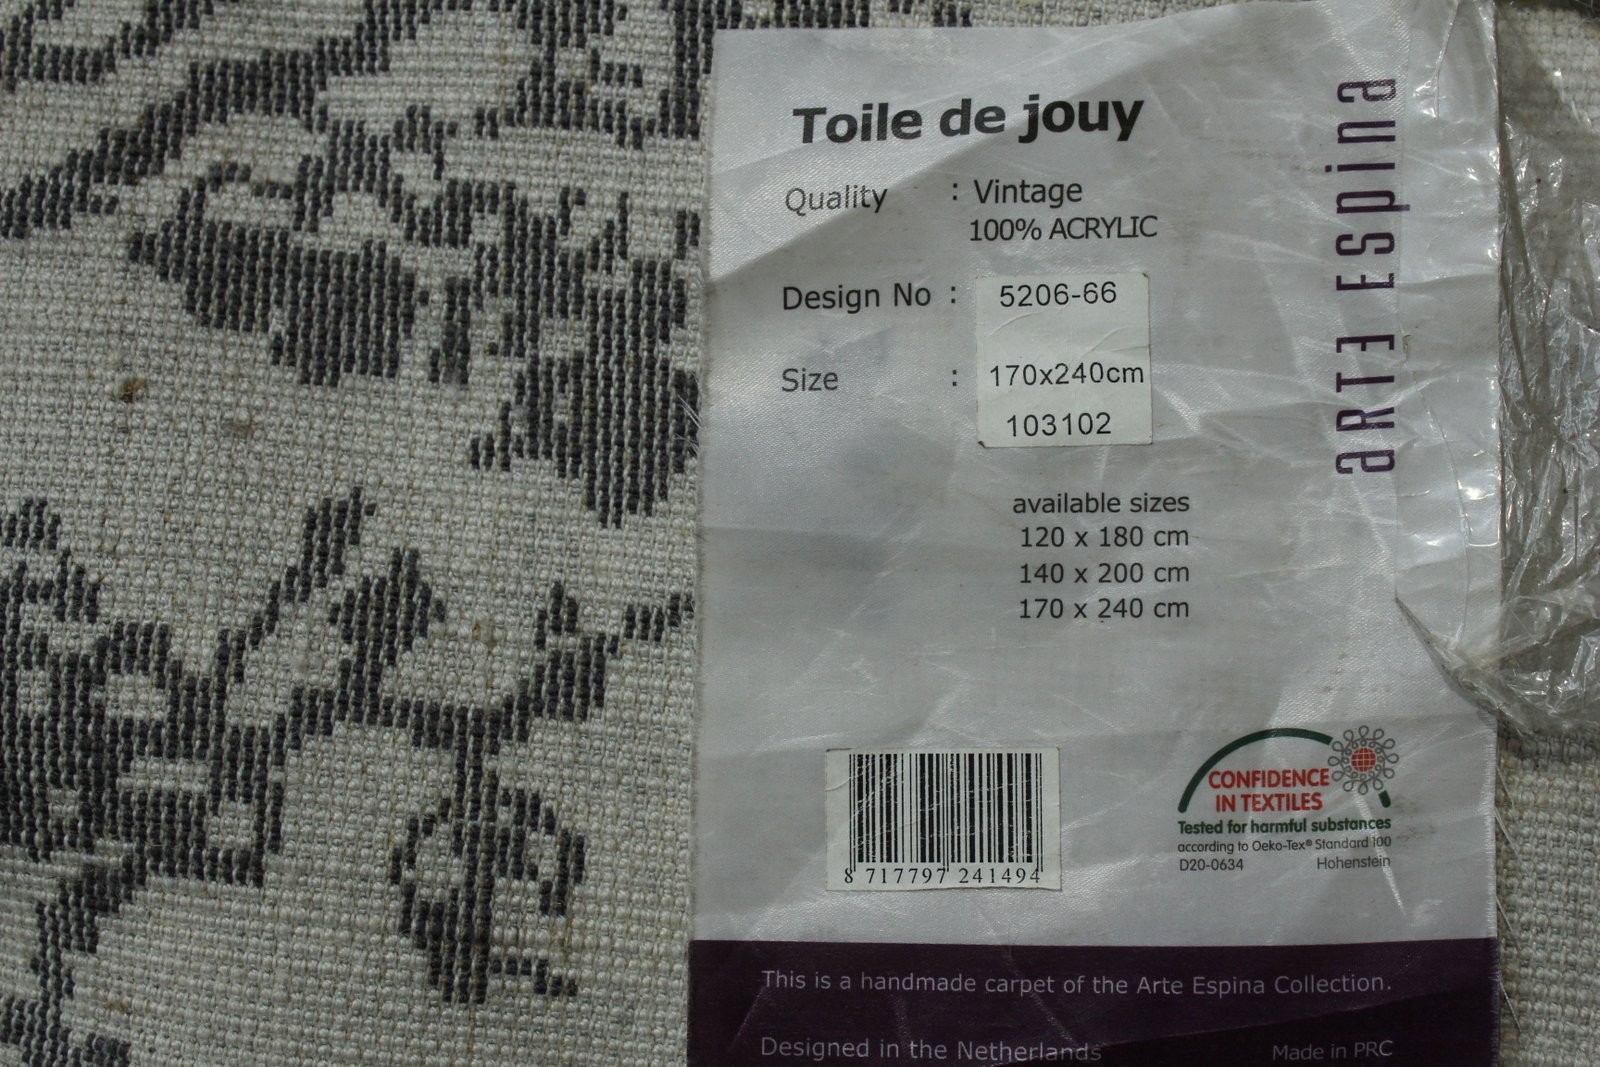 Toile de jouy
Quality : Vintage
100% ACRYLIC
Design No : 5206-66
Size : 170x240cm
103102
available sizes
120 x 180 cm
140 x 200 cm
170 x 240 cm
arte espina
8 717797 241494
CONFIDENCE
IN TEXTILES
Tested for harmful substances
according to Oeko-Tex® Standard 100
D20-0634 Hohenstein
This is a handmade carpet of the Arte Espina Collection.
Designed in the Netherlands Made in PRC